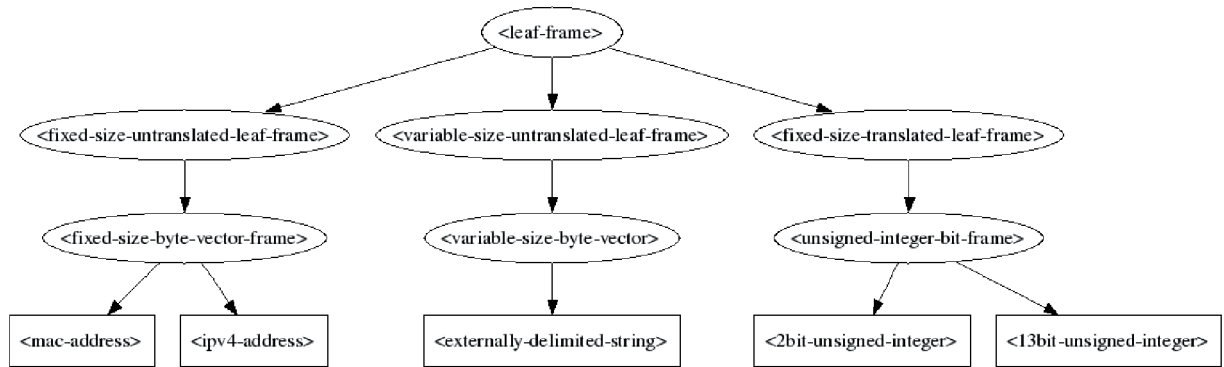 <leaf-frame>
<fixed-size-untranslated-leaf-frame> <variable-size-untranslated-leaf-frame> <fixed-size-translated-leaf-frame>
<fixed-size-byte-vector-frame> <variable-size-byte-vector> <unsigned-integer-bit-frame>
<mac-address> <ipv4-address> <externally-delimited-string> <2bit-unsigned-integer> <13bit-unsigned-integer>